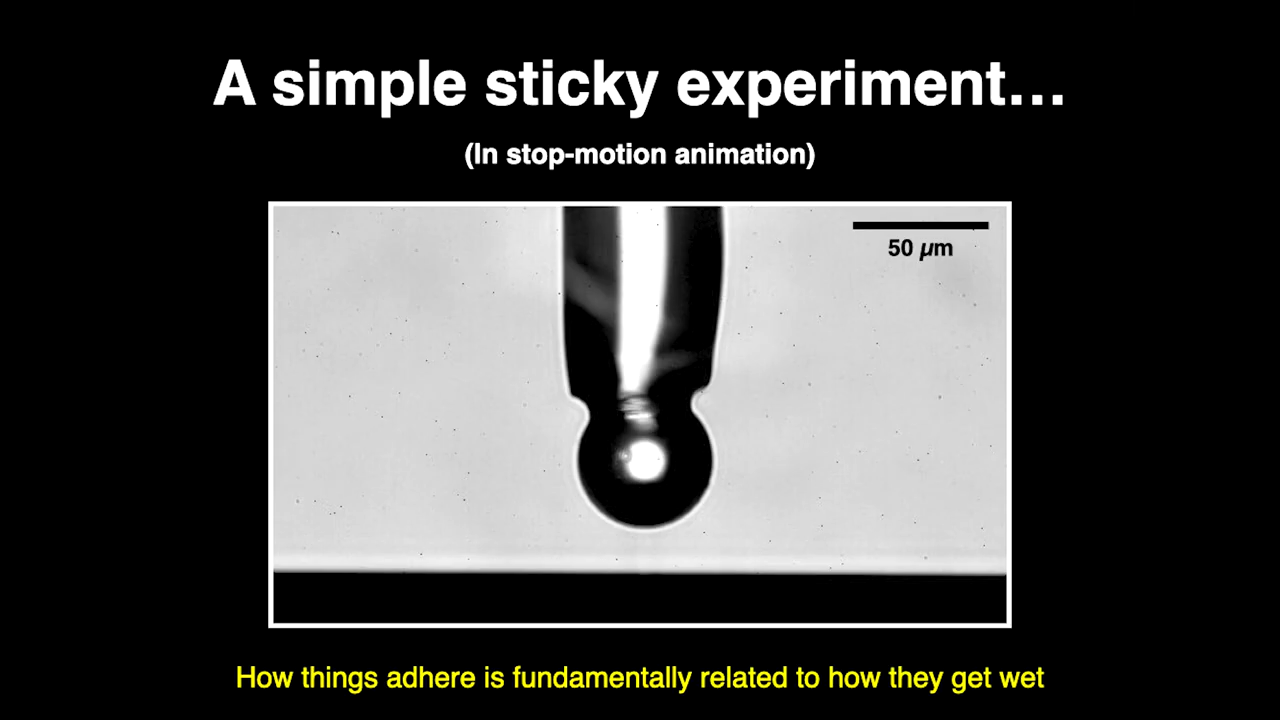 A simple sticky experiment…
(In stop-motion animation)
50 μm
How things adhere is fundamentally related to how they get wet